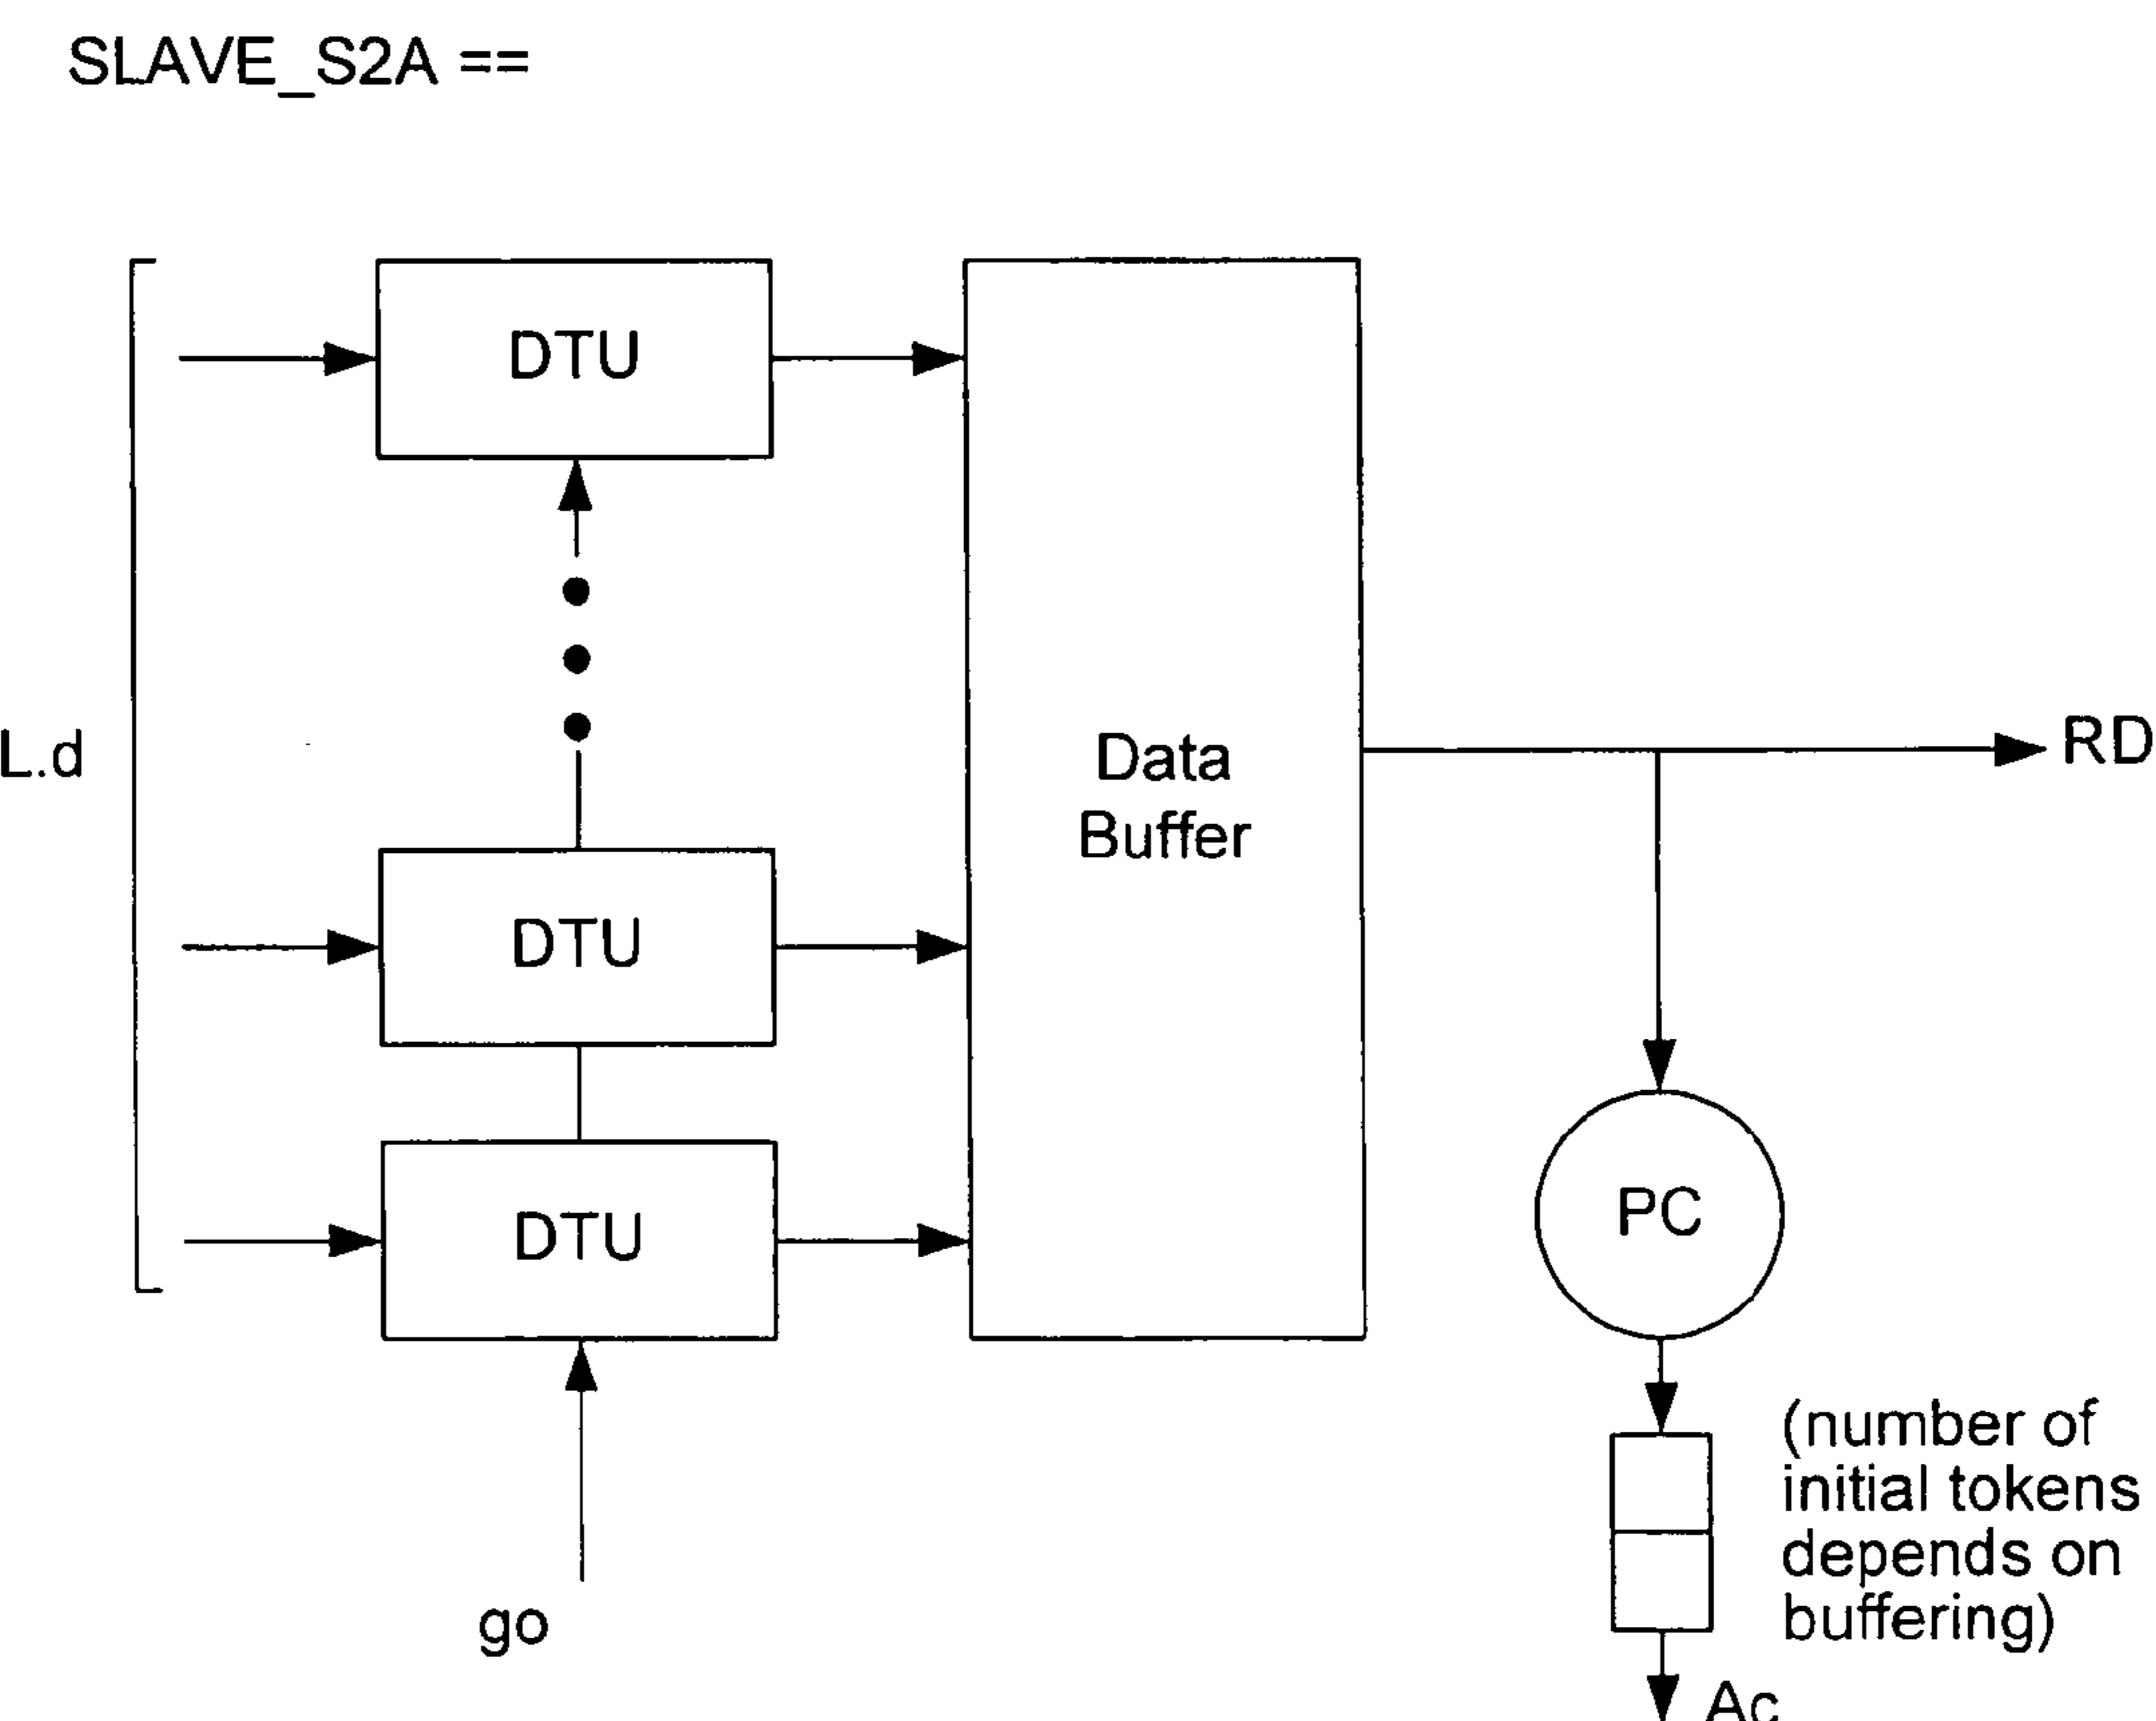 SLAVE_S2A ==
DTU
L.d
Data
Buffer
RD
DTU
DTU
PC
(number of
initial tokens
depends on
buffering)
go
Ac